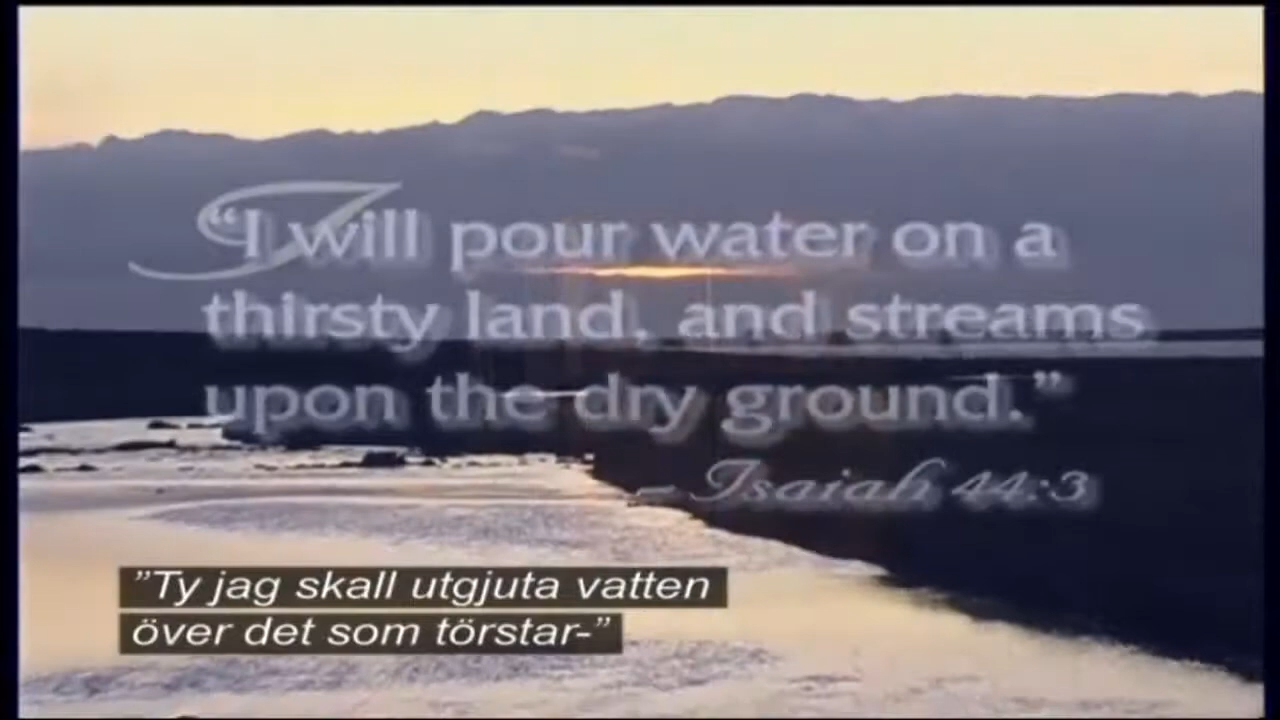 “I will pour water on a
thirsty land, and streams
upon the dry ground.”
– Isaiah 44:3
”Ty jag skall utgjuta vatten
över det som törstar-”